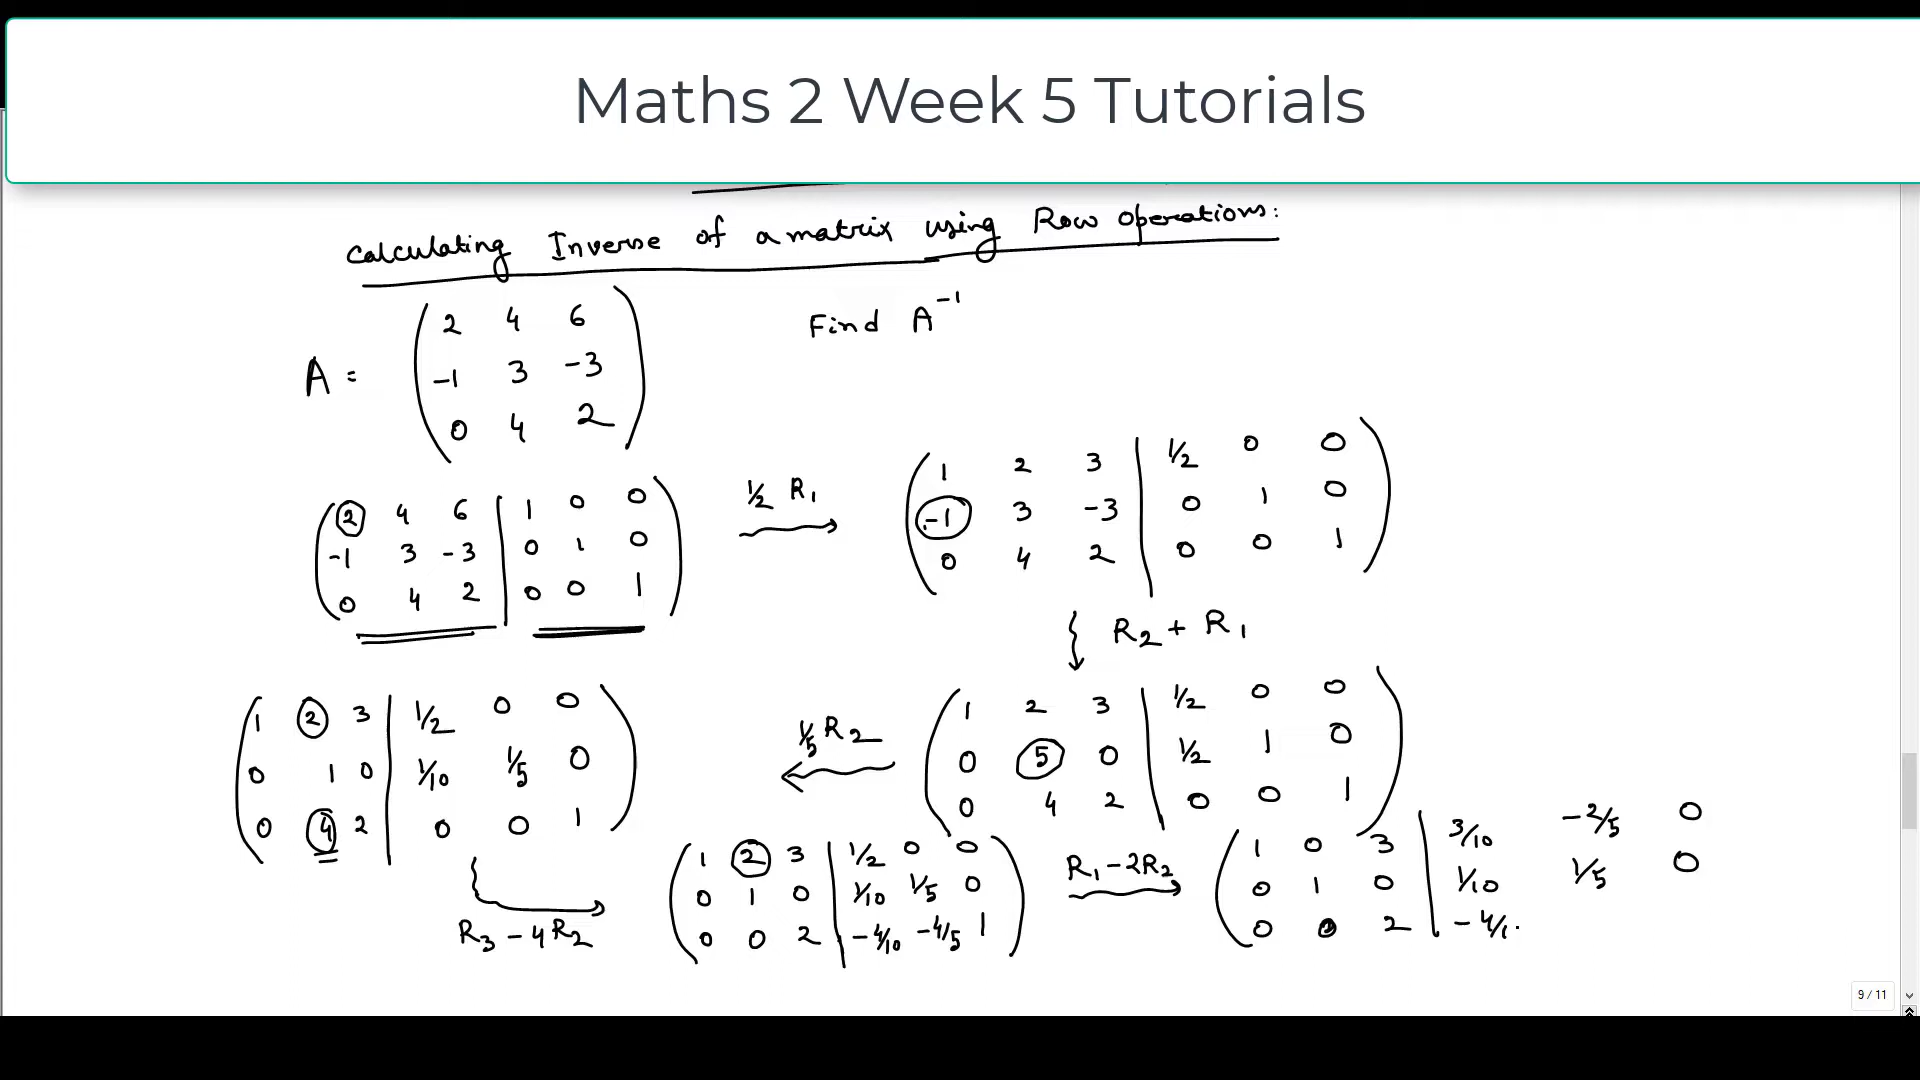 Maths 2 Week 5 Tutorials
Calculating Inverse of a matrix using Row operations:
A = ( 2 4 6
-1 3 -3
0 4 2 )
Find A⁻¹
( 2 4 6 | 1 0 0
-1 3 -3 | 0 1 0
0 4 2 | 0 0 1 )
1/2 R₁
( 1 2 3 | 1/2 0 0
-1 3 -3 | 0 1 0
0 4 2 | 0 0 1 )
R₂ + R₁
( 1 2 3 | 1/2 0 0
0 5 0 | 1/2 1 0
0 4 2 | 0 0 1 )
1/5 R₂
( 1 2 3 | 1/2 0 0
0 1 0 | 1/10 1/5 0
0 4 2 | 0 0 1 )
R₃ - 4R₂
( 1 2 3 | 1/2 0 0
0 1 0 | 1/10 1/5 0
0 0 2 | -4/10 -4/5 1 )
R₁ - 2R₂
( 1 0 3 | 3/10 -2/5 0
0 1 0 | 1/10 1/5 0
0 0 2 | -4/1
9 / 11